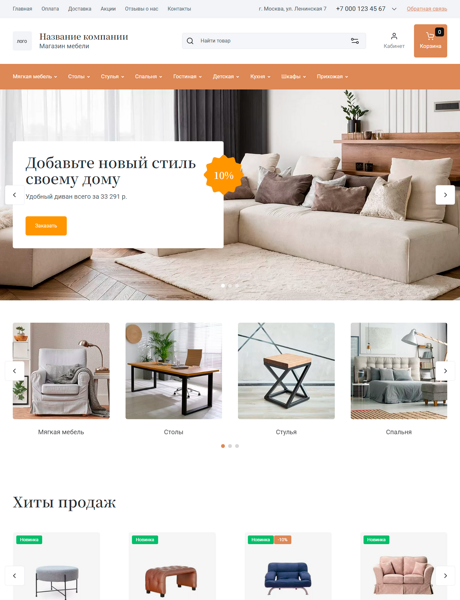 Главная Оплата Доставка Акции Отзывы о нас Контакты г. Москва, ул. Ленинская 7 +7 000 123 45 67 Обратная связь
лого
Название компании
Магазин мебели
Найти товар
Кабинет
0
Корзина
Мягкая мебель Столы Стулья Спальня Гостиная Детская Кухня Шкафы Прихожая
Добавьте новый стиль
своему дому
10%
Удобный диван всего за 33 291 р.
Заказать
Мягкая мебель Столы Стулья Спальня
Хиты продаж
Новинка Новинка Новинка -10% Новинка